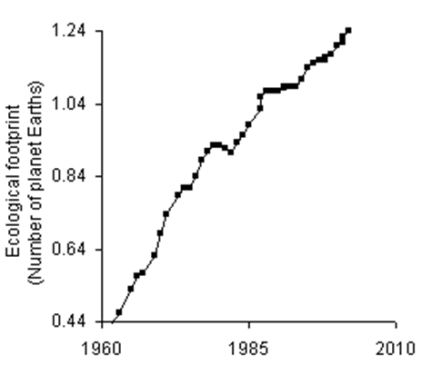 Ecological footprint
(Number of planet Earths)
1.24
1.04
0.84
0.64
0.44
1960 1985 2010